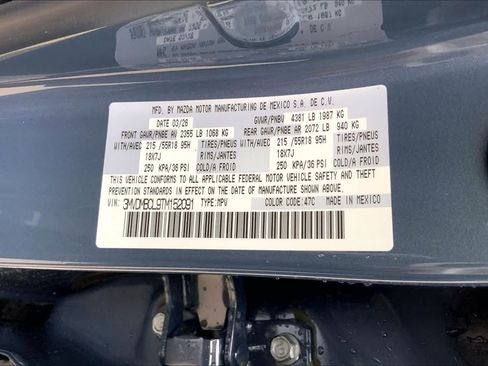 MFD. BY MAZDA MOTOR MANUFACTURING DE MEXICO S.A. DE C.V.
DATE 03/26 GVWR/PNBV 4381 LB 1987 KG
FRONT GAWR/PNBE AV 2355 LB 1068 KG REAR GAWR/PNBE AR 2072 LB 940 KG
WITH/AVEC 215 /55R18 95H TIRES/PNEUS WITH/AVEC 215 /55R18 95H TIRES/PNEUS
18X7J RIMS/JANTES 18X7J RIMS/JANTES
250 KPA/36 PSI COLD/A FROID 250 KPA/36 PSI COLD/A FROID
THIS VEHICLE CONFORMS TO ALL APPLICABLE FEDERAL MOTOR VEHICLE SAFETY, BUMPER, AND THEFT
PREVENTION STANDARDS IN EFFECT ON THE DATE OF MANUFACTURE SHOWN ABOVE.
VIN: 3MVDMBCL9TM152091 TYPE: MPV COLOR CODE: 47C MADE IN MEXICO